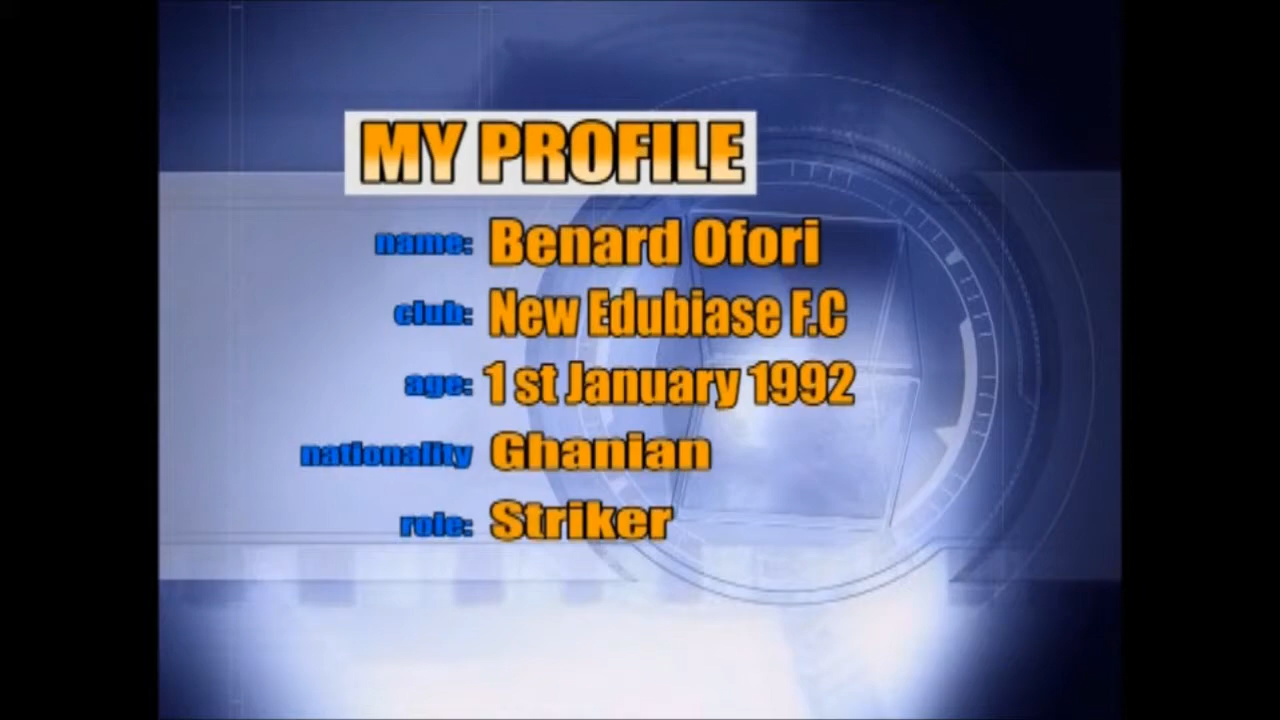 MY PROFILE
name: Benard Ofori
club: New Edubiase F.C
age: 1 st January 1992
nationality Ghanian
role: Striker